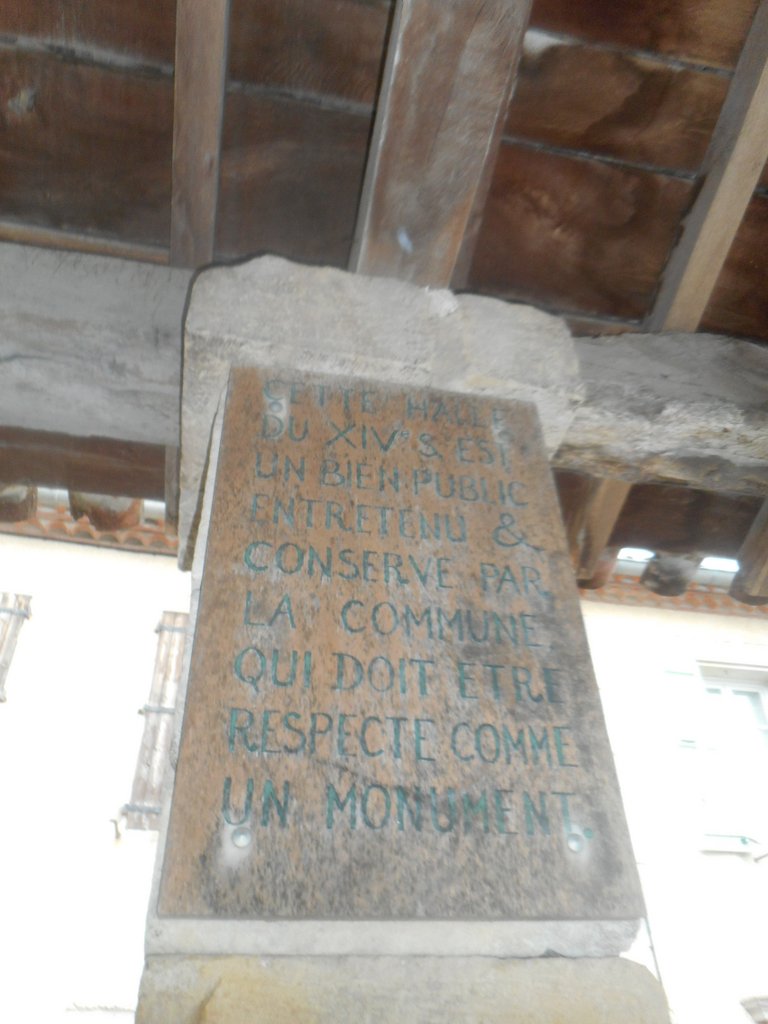 CETTE HALLE
DU XIVe S EST
UN BIEN PUBLIC
ENTRETENU &
CONSERVE PAR
LA COMMUNE
QUI DOIT ETRE
RESPECTE COMME
UN MONUMENT.